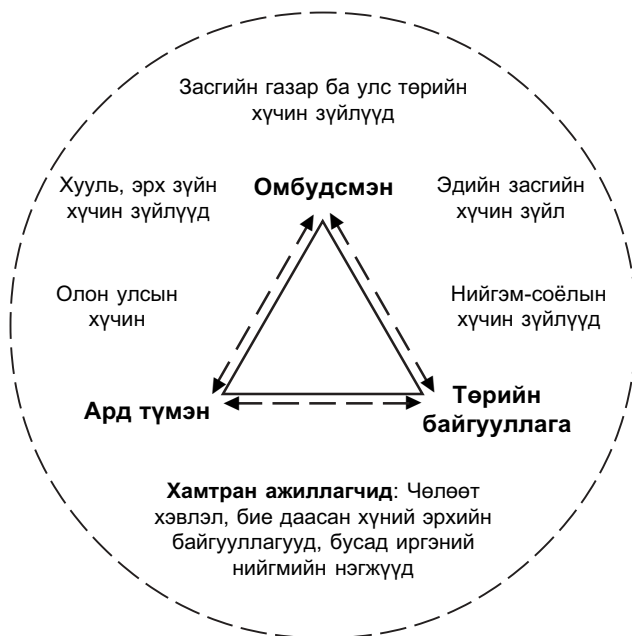 Засгийн газар ба улс төрийн
хүчин зүйлүүд
Хууль, эрх зүйн
хүчин зүйлүүд
Омбудсмэн
Эдийн засгийн
хүчин зүйл
Олон улсын
хүчин
Нийгэм-соёлын
хүчин зүйлүүд
Ард түмэн
Төрийн
байгууллага
Хамтран ажиллагчид: Чөлөөт
хэвлэл, бие даасан хүний эрхийн
байгууллагууд, бусад иргэний
нийгмийн нэгжүүд